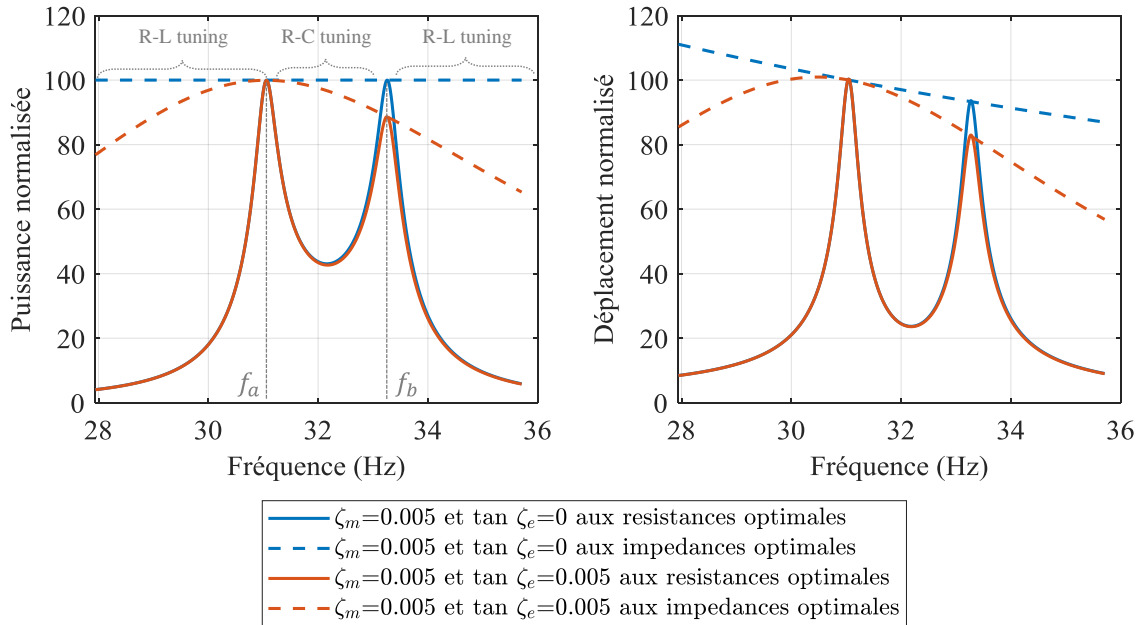 120
100
80
60
40
20
0
Puissance normalisée
R-L tuning
R-C tuning
R-L tuning
f_a
f_b
28
30
32
34
36
Fréquence (Hz)
120
100
80
60
40
20
0
Déplacement normalisé
28
30
32
34
36
Fréquence (Hz)
ζ_m=0.005 et tan ζ_e=0 aux resistances optimales
ζ_m=0.005 et tan ζ_e=0 aux impedances optimales
ζ_m=0.005 et tan ζ_e=0.005 aux resistances optimales
ζ_m=0.005 et tan ζ_e=0.005 aux impedances optimales